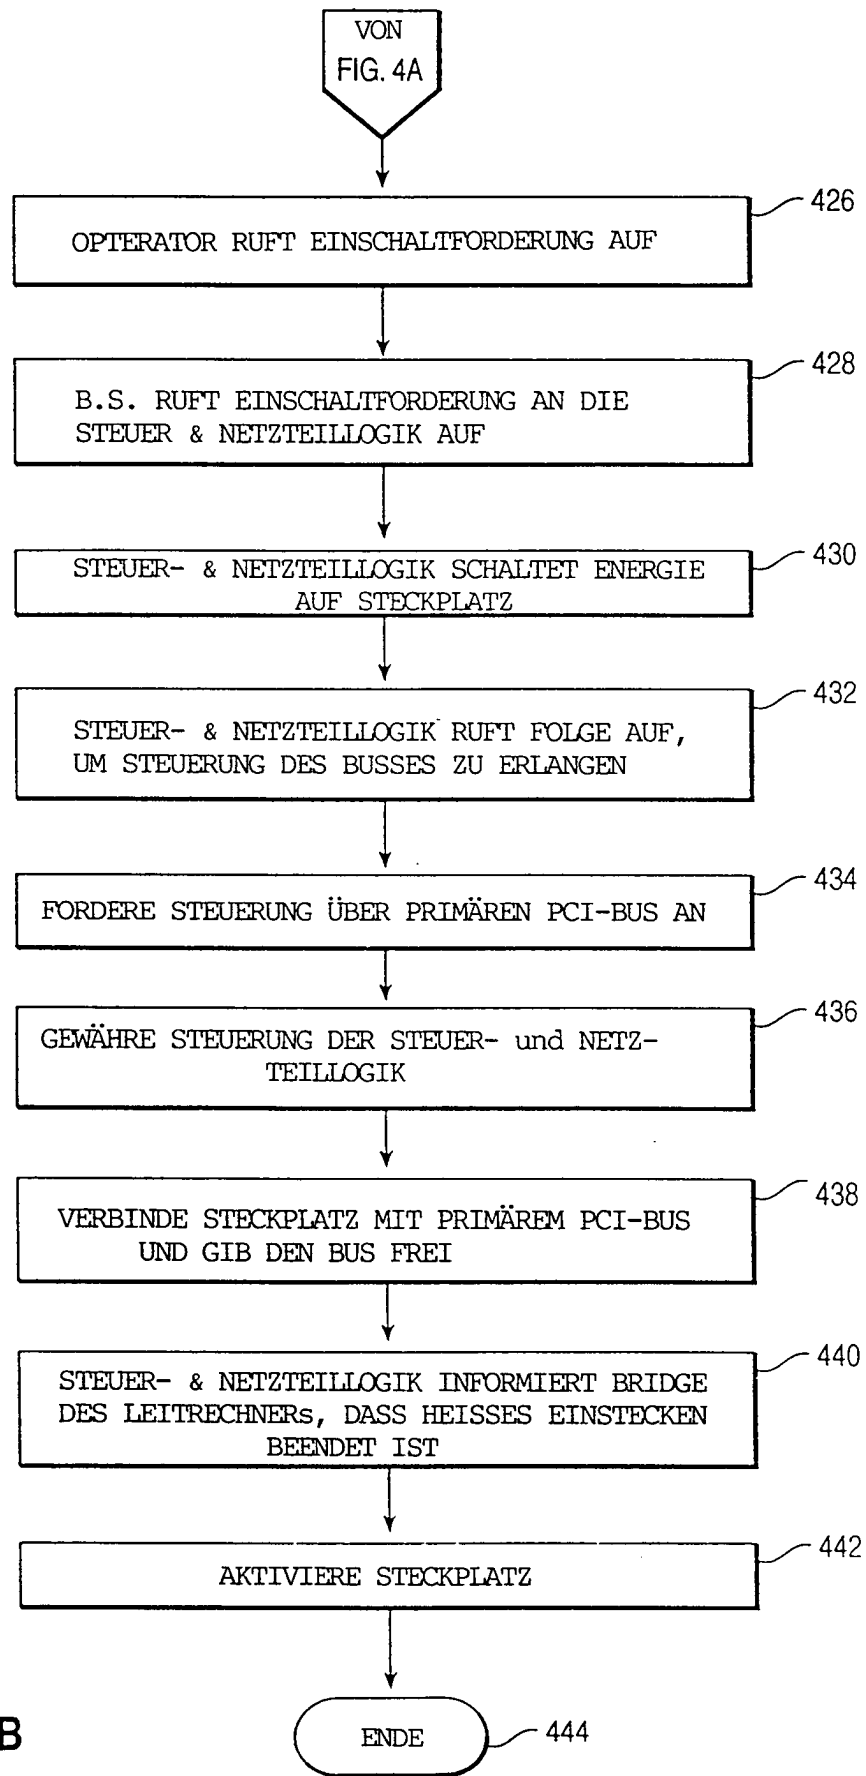 VON
FIG. 4A
426
OPTERATOR RUFT EINSCHALTFORDERUNG AUF
428
B.S. RUFT EINSCHALTFORDERUNG AN DIE
STEUER & NETZTEILLOGIK AUF
430
STEUER- & NETZTEILLOGIK SCHALTET ENERGIE
AUF STECKPLATZ
432
STEUER- & NETZTEILLOGIK RUFT FOLGE AUF,
UM STEUERUNG DES BUSSES ZU ERLANGEN
434
FORDERE STEUERUNG ÜBER PRIMÄREN PCI-BUS AN
436
GEWÄHRE STEUERUNG DER STEUER- und NETZ-
TEILLOGIK
438
VERBINDE STECKPLATZ MIT PRIMÄREM PCI-BUS
UND GIB DEN BUS FREI
440
STEUER- & NETZTEILLOGIK INFORMIERT BRIDGE
DES LEITRECHNERs, DASS HEISSES EINSTECKEN
BEENDET IST
442
AKTIVIERE STECKPLATZ
ENDE
444
B